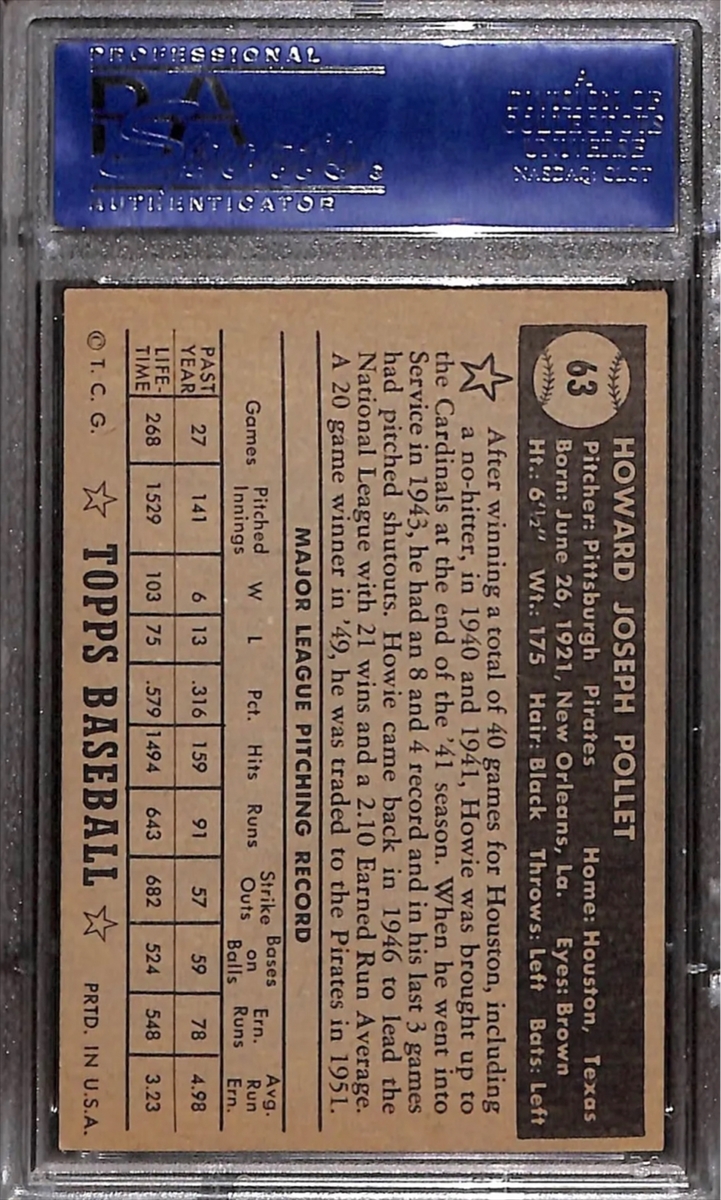 PROFESSIONAL
PSA
Sports
AUTHENTICATOR
A
DIVISION OF
COLLECTORS
UNIVERSE
NASDAQ: CLCT
63
HOWARD JOSEPH POLLET
Pitcher: Pittsburgh Pirates Home: Houston, Texas
Born: June 26, 1921, New Orleans, La. Eyes: Brown
Ht.: 6'½" Wt.: 175 Hair: Black Throws: Left Bats: Left
After winning a total of 40 games for Houston, including
a no-hitter, in 1940 and 1941, Howie was brought up to
the Cardinals at the end of the '41 season. When he went into
Service in 1943, he had an 8 and 4 record and in his last 3 games
had pitched shutouts. Howie came back in 1946 to lead the
National League with 21 wins and a 2.10 Earned Run Average.
A 20 game winner in '49, he was traded to the Pirates in 1951.
MAJOR LEAGUE PITCHING RECORD
Games Pitched Innings W L Pct. Hits Runs Strike Outs Bases on Balls Ern. Runs Avg. Run Ern.
PAST YEAR 27 141 6 13 .316 159 91 57 59 78 4.98
LIFE-TIME 268 1529 103 75 .579 1494 643 682 524 548 3.23
© T. C. G. ☆ TOPPS BASEBALL ☆ PRTD. IN U.S.A.